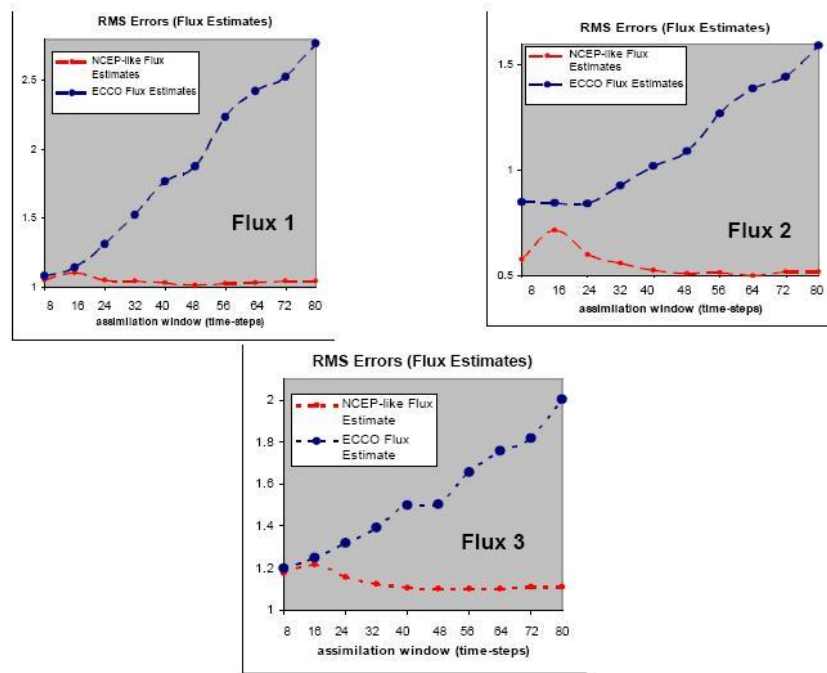 RMS Errors (Flux Estimates)
NCEP-like Flux
Estimates
ECCO Flux Estimates
2.5
2
1.5
1
Flux 1
8 16 24 32 40 48 56 64 72 80
assimilation window (time-steps)
RMS Errors (Flux Estimates)
NCEP-like Flux
Estimates
ECCO Flux Estimates
1.5
1
0.5
Flux 2
8 16 24 32 40 48 56 64 72 80
assimilation window (time-steps)
RMS Errors (Flux Estimates)
NCEP-like Flux
Estimate
ECCO Flux
Estimate
2
1.8
1.6
1.4
1.2
1
Flux 3
8 16 24 32 40 48 56 64 72 80
assimilation window (time-steps)